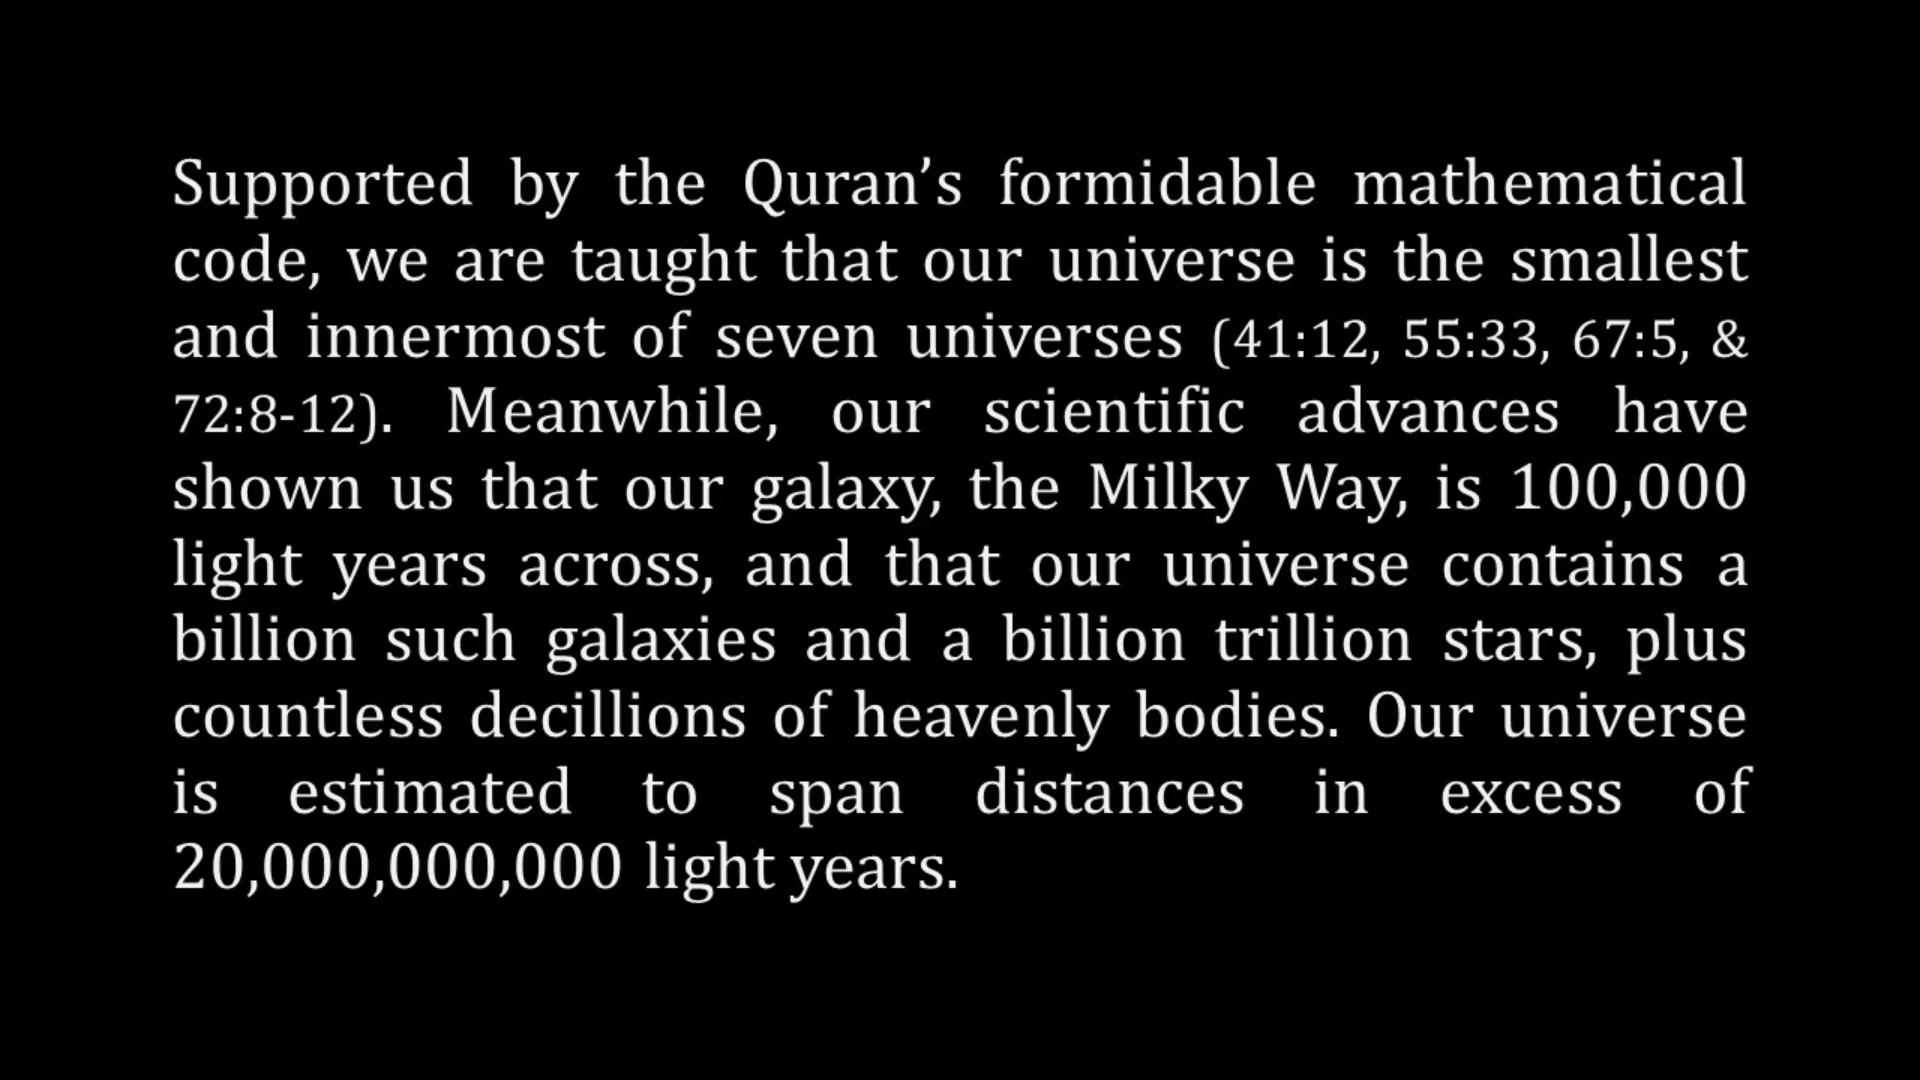 Supported by the Quran’s formidable mathematical
code, we are taught that our universe is the smallest
and innermost of seven universes (41:12, 55:33, 67:5, &
72:8-12). Meanwhile, our scientific advances have
shown us that our galaxy, the Milky Way, is 100,000
light years across, and that our universe contains a
billion such galaxies and a billion trillion stars, plus
countless decillions of heavenly bodies. Our universe
is estimated to span distances in excess of
20,000,000,000 light years.